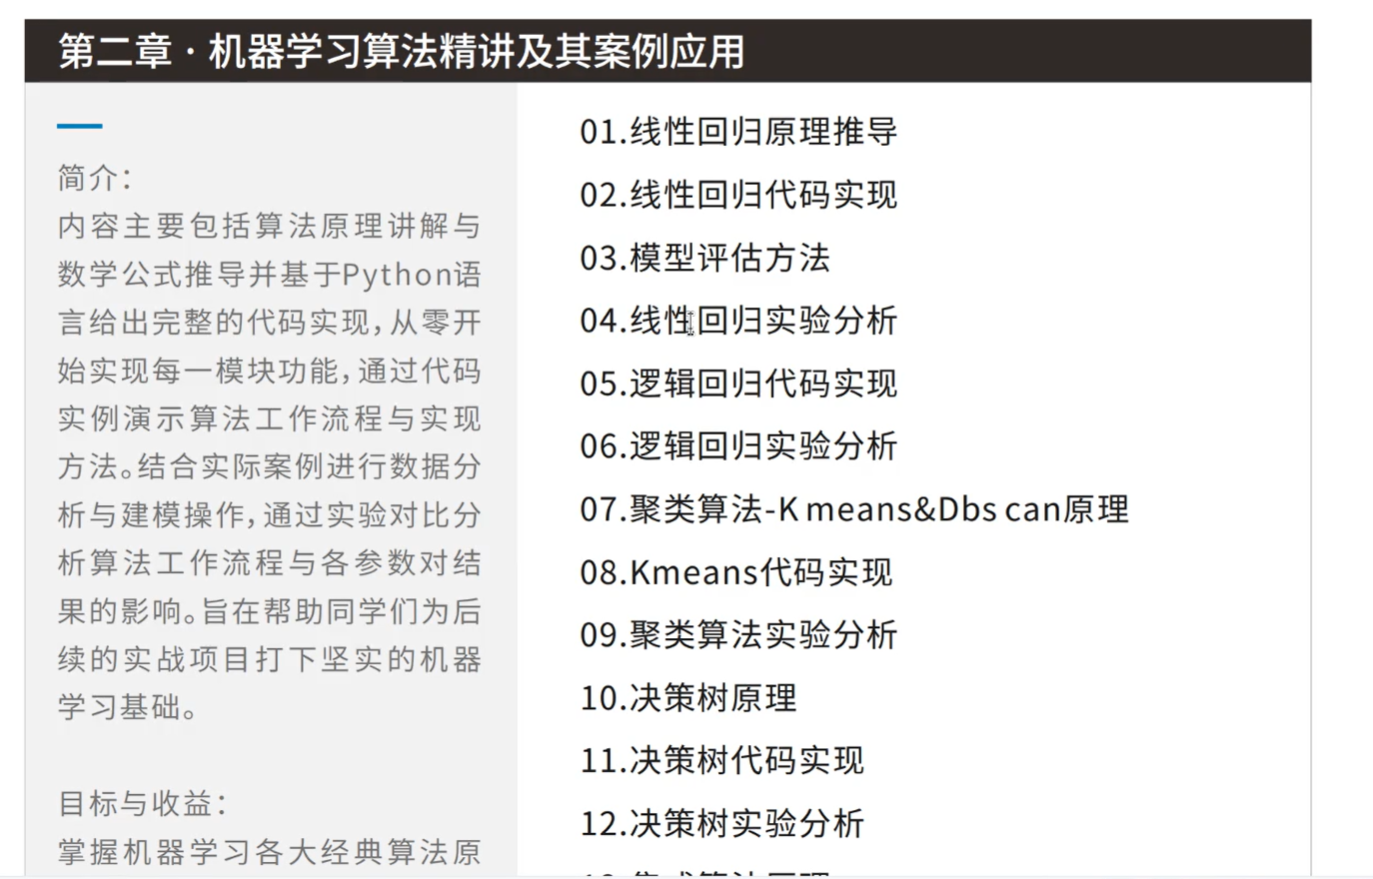 第二章 · 机器学习算法精讲及其案例应用
简介：
内容主要包括算法原理讲解与
数学公式推导并基于Python语
言给出完整的代码实现，从零开
始实现每一模块功能，通过代码
实例演示算法工作流程与实现
方法。结合实际案例进行数据分
析与建模操作，通过实验对比分
析算法工作流程与各参数对结
果的影响。旨在帮助同学们为后
续的实战项目打下坚实的机器
学习基础。
目标与收益：
掌握机器学习各大经典算法原
01.线性回归原理推导
02.线性回归代码实现
03.模型评估方法
04.线性回归实验分析
05.逻辑回归代码实现
06.逻辑回归实验分析
07.聚类算法-K means&Dbs can原理
08.Kmeans代码实现
09.聚类算法实验分析
10.决策树原理
11.决策树代码实现
12.决策树实验分析